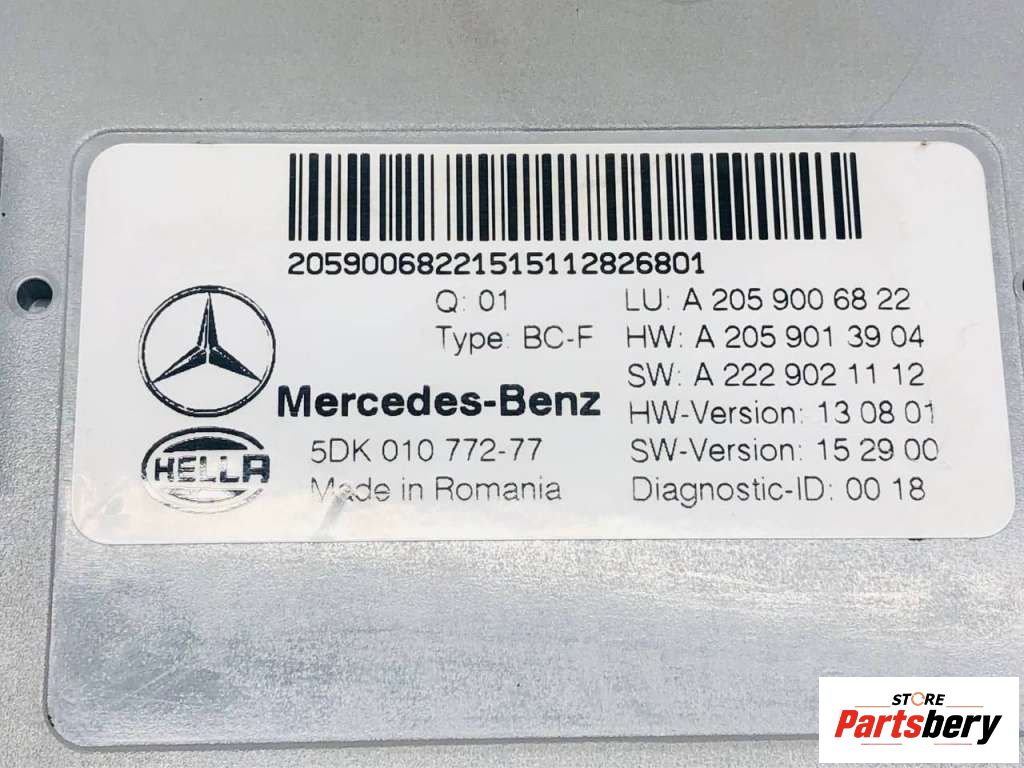 20590068221515112826801
Q: 01
Type: BC-F
LU: A 205 900 68 22
HW: A 205 901 39 04
SW: A 222 902 11 12
HW-Version: 13 08 01
SW-Version: 15 29 00
Diagnostic-ID: 00 18
Mercedes-Benz
HELLA
5DK 010 772-77
Made in Romania
STORE
Partsbery